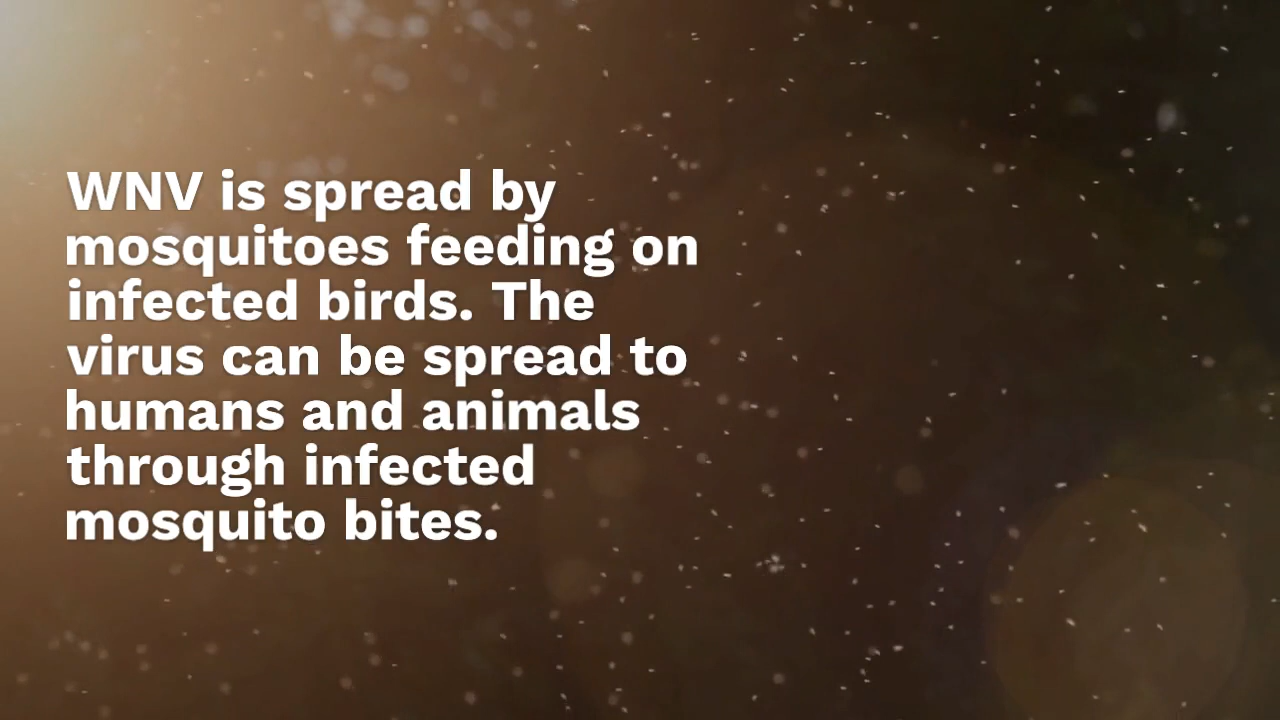 WNV is spread by
mosquitoes feeding on
infected birds. The
virus can be spread to
humans and animals
through infected
mosquito bites.